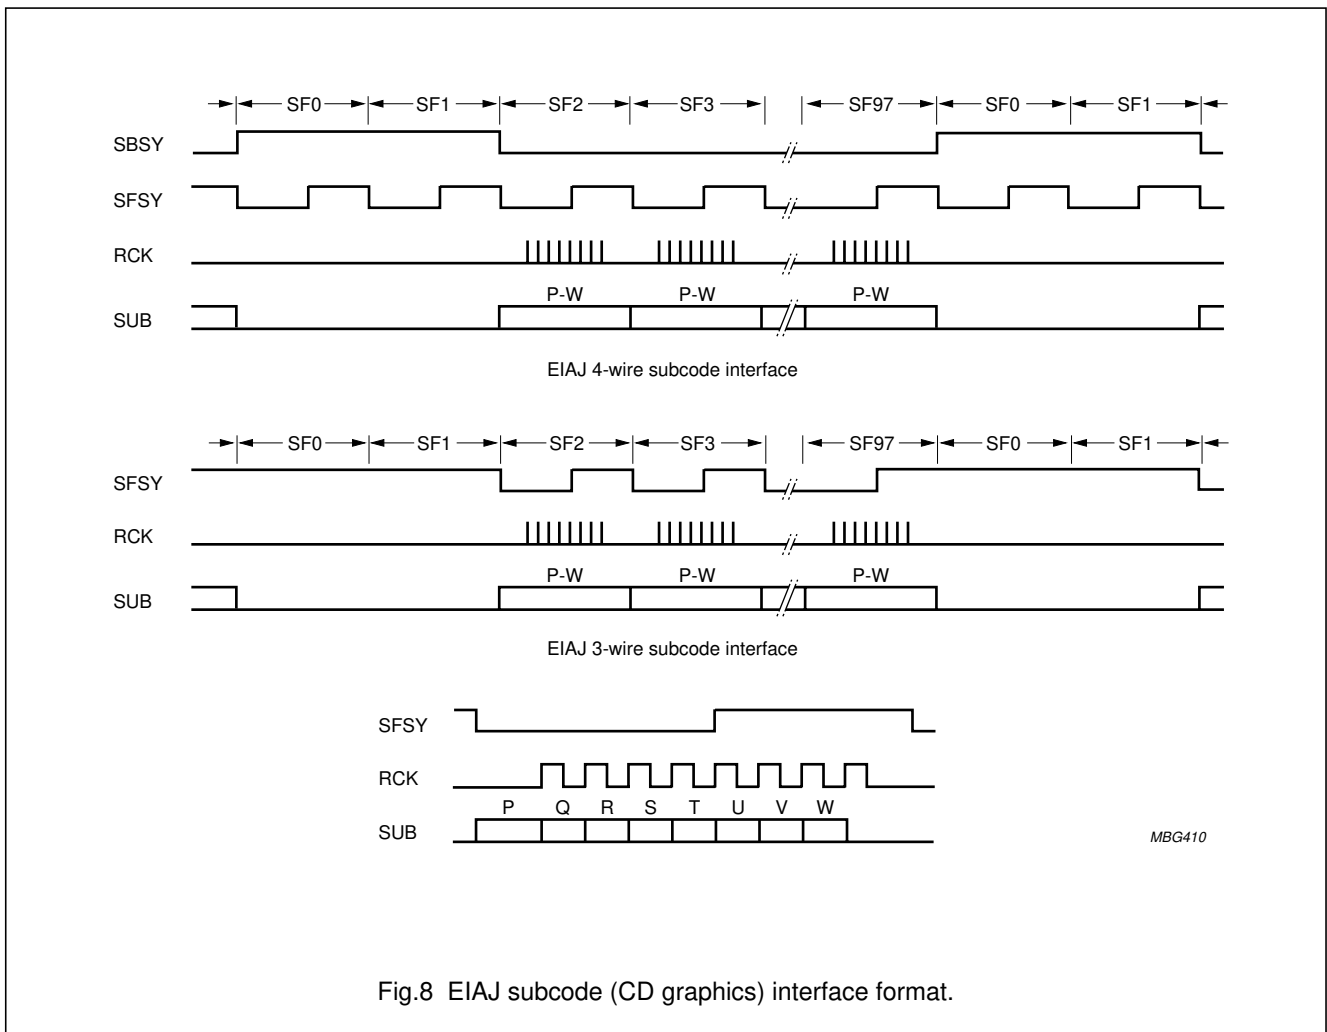 SF0 SF1 SF2 SF3 SF97 SF0 SF1
SBSY
SFSY
RCK
P-W P-W P-W
SUB
EIAJ 4-wire subcode interface
SF0 SF1 SF2 SF3 SF97 SF0 SF1
SFSY
RCK
P-W P-W P-W
SUB
EIAJ 3-wire subcode interface
SFSY
RCK
P Q R S T U V W
SUB
MBG410
Fig.8 EIAJ subcode (CD graphics) interface format.